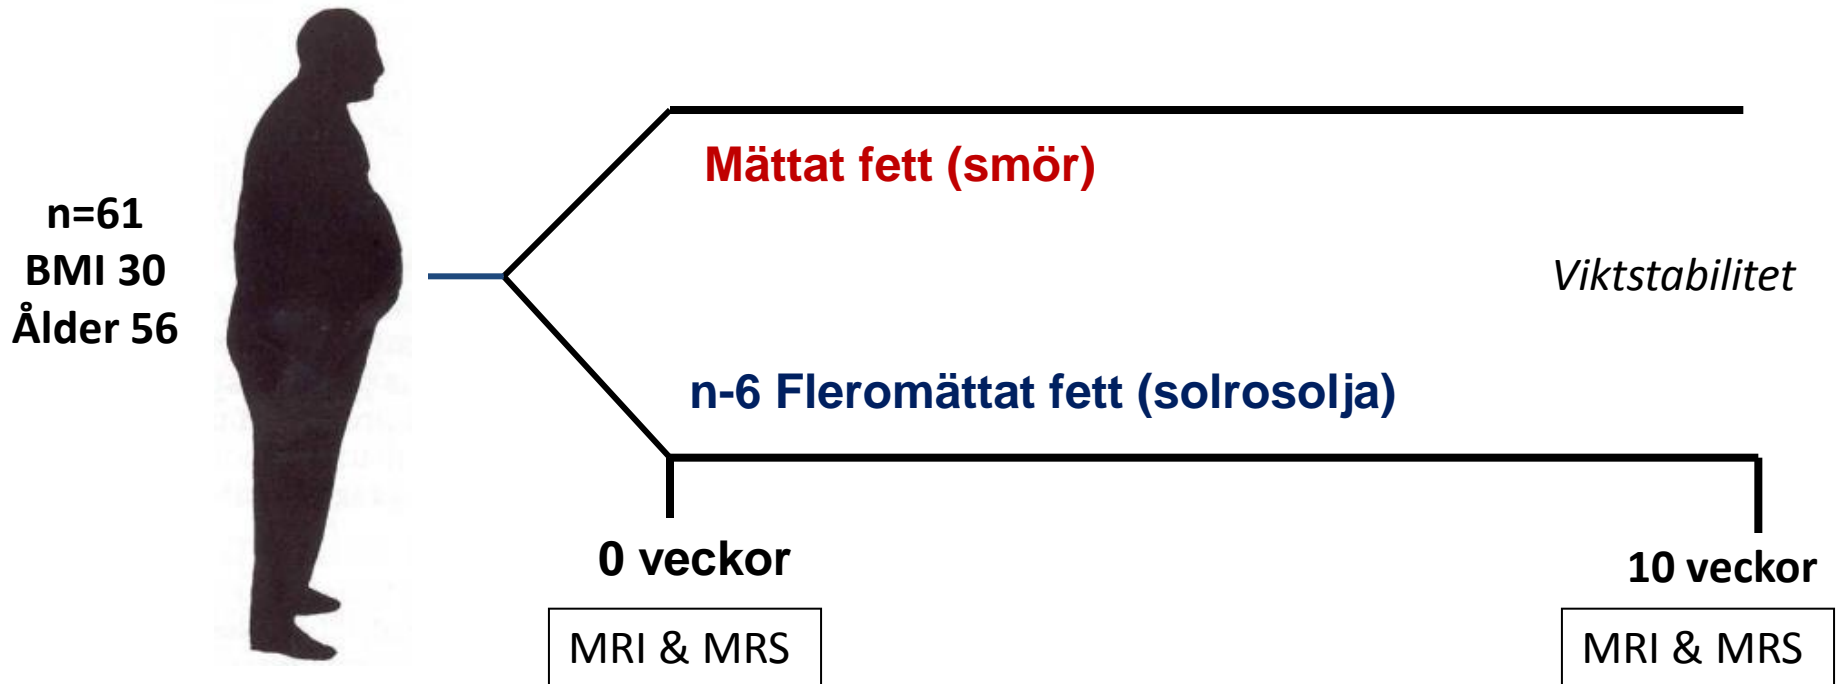 n=61
BMI 30
Ålder 56
Mättat fett (smör)
Viktstabilitet
n-6 Fleromättat fett (solrosolja)
0 veckor
10 veckor
MRI & MRS
MRI & MRS